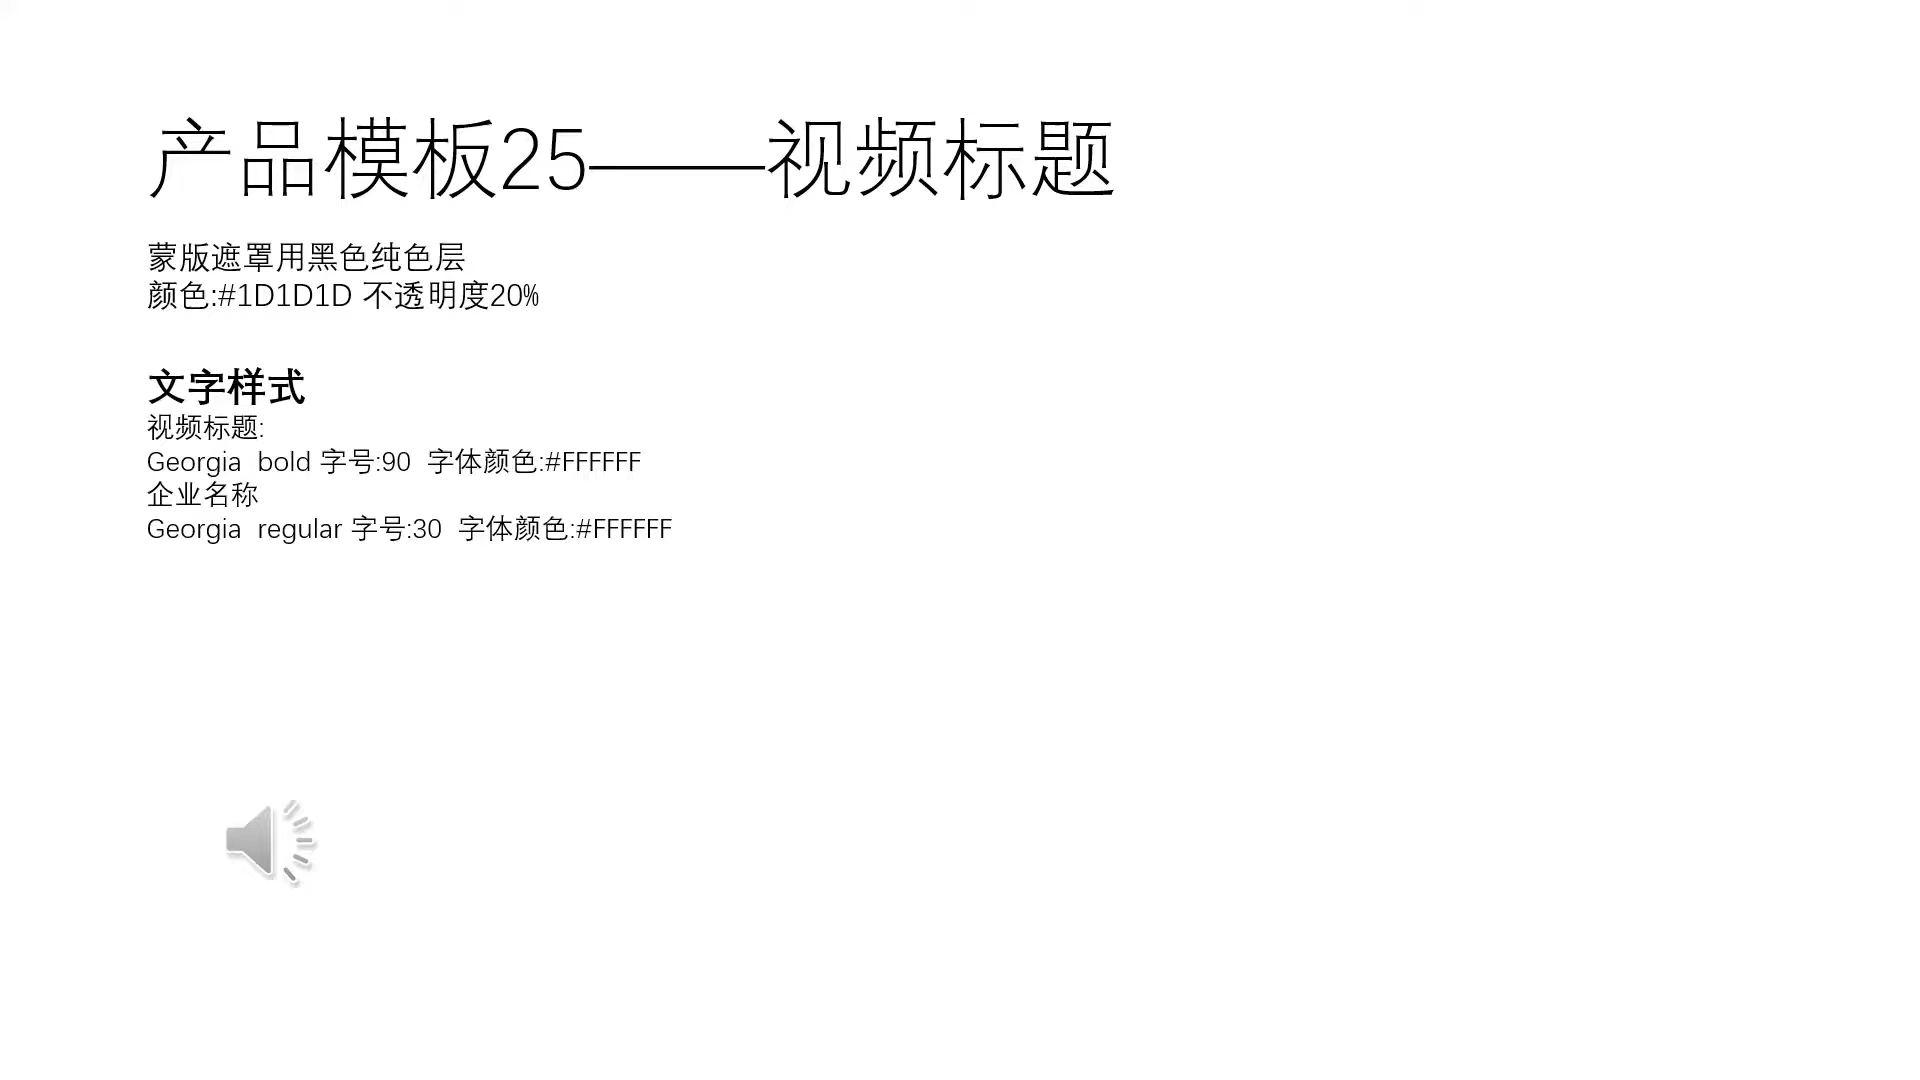 产品模板25——视频标题
蒙版遮罩用黑色纯色层
颜色:#1D1D1D 不透明度20%
文字样式
视频标题:
Georgia  bold 字号:90  字体颜色:#FFFFFF
企业名称
Georgia  regular 字号:30  字体颜色:#FFFFFF